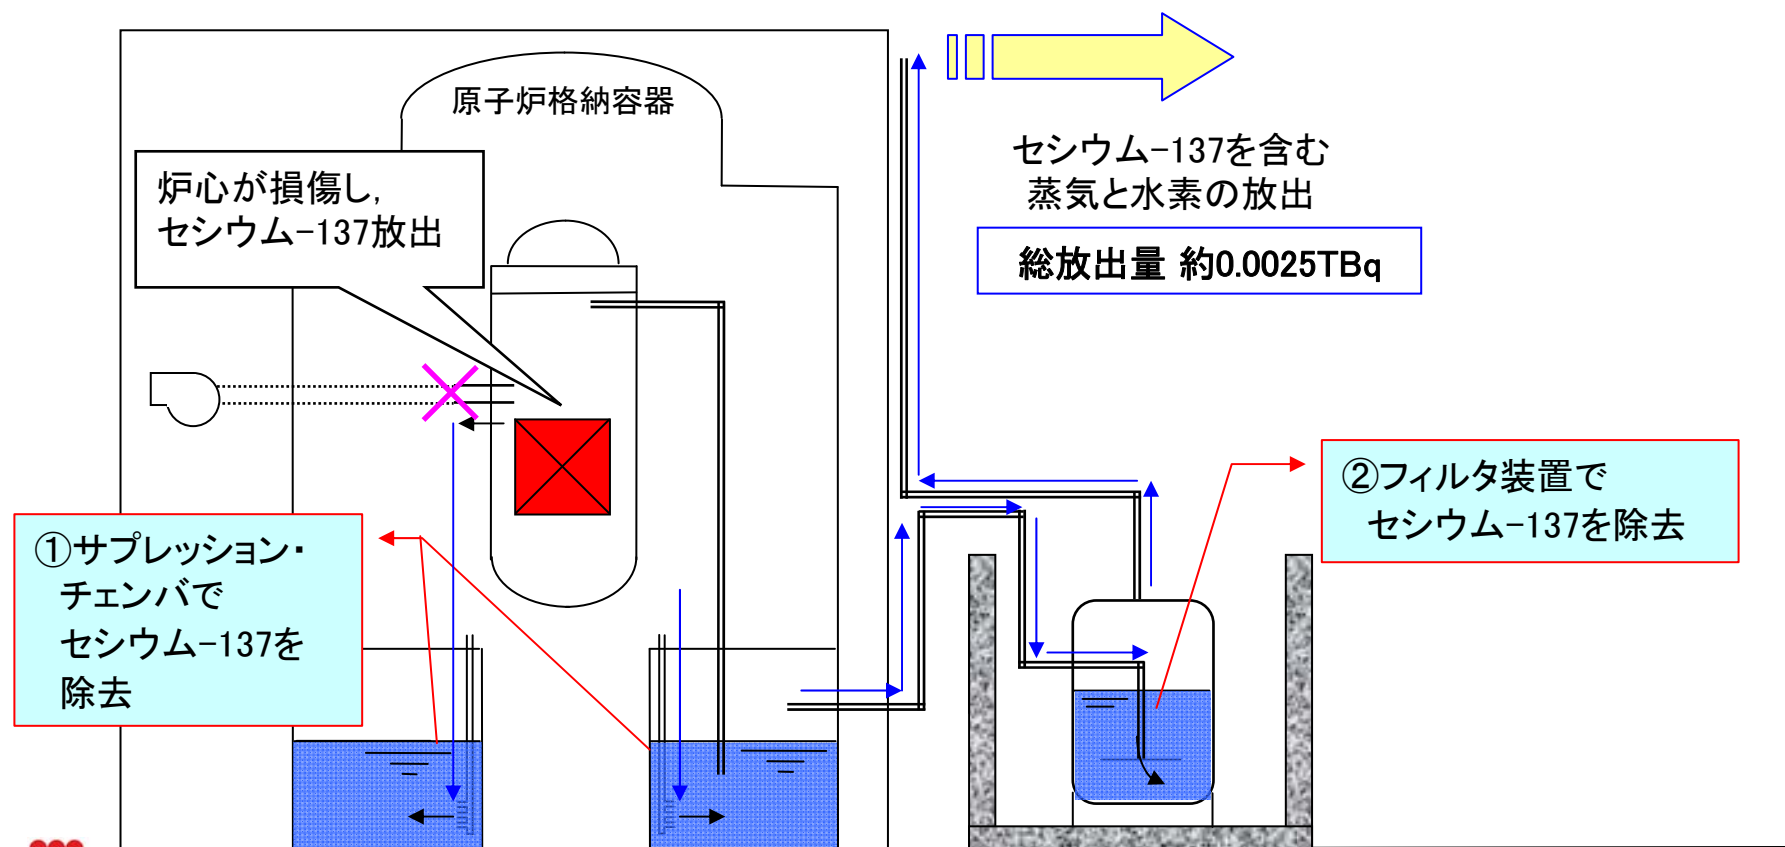 原子炉格納容器
炉心が損傷し,
セシウム-137放出
セシウム-137を含む
蒸気と水素の放出
総放出量 約0.0025TBq
②フィルタ装置で
セシウム-137を除去
①サプレッション・
チェンバで
セシウム-137を
除去